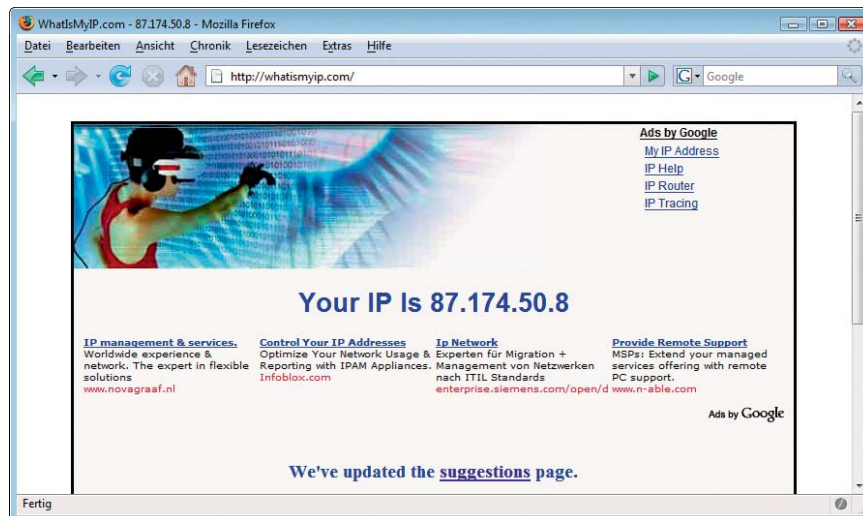 WhatIsMyIP.com - 87.174.50.8 - Mozilla Firefox
Datei Bearbeiten Ansicht Chronik Lesezeichen Extras Hilfe
http://whatismyip.com/
G Google
Ads by Google
My IP Address
IP Help
IP Router
IP Tracing
Your IP Is 87.174.50.8
IP management & services.
Worldwide experience &
network. The expert in flexible
solutions
www.novagraaf.nl
Control Your IP Addresses
Optimize Your Network Usage &
Reporting with IPAM Appliances.
Infoblox.com
Ip Network
Experten für Migration +
Management von Netzwerken
nach ITIL Standards
enterprise.siemens.com/open/d
Provide Remote Support
MSPs: Extend your managed
services offering with remote
PC support.
www.n-able.com
Ads by Google
We've updated the suggestions page.
Fertig